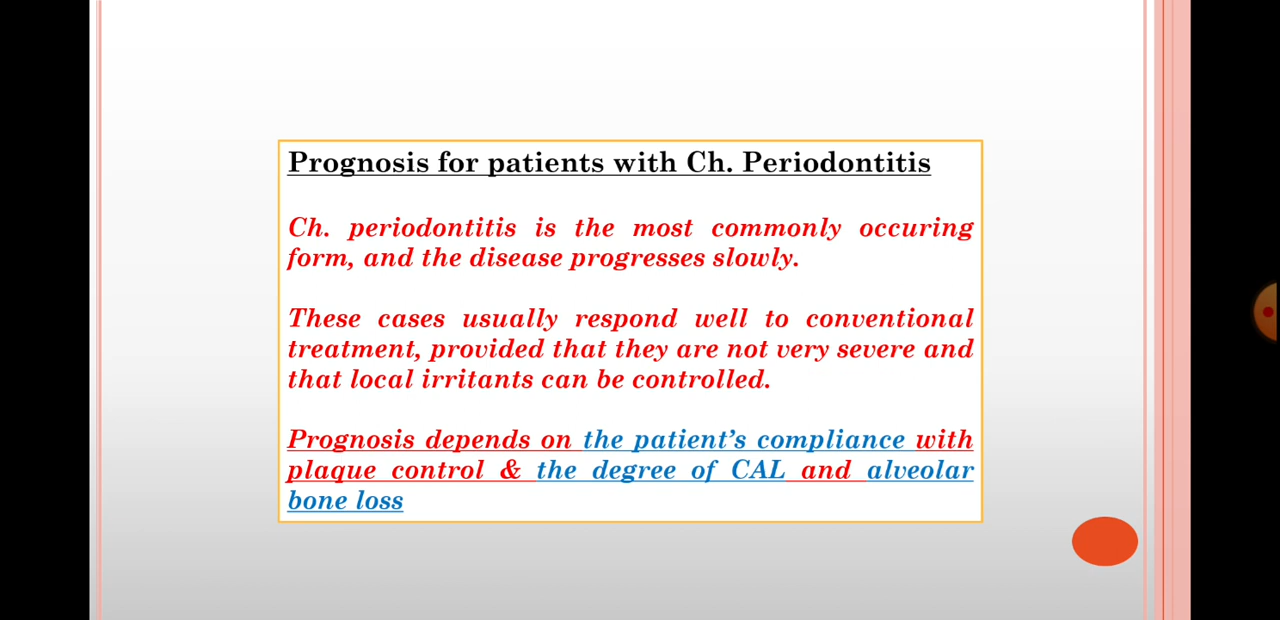 Prognosis for patients with Ch. Periodontitis
Ch. periodontitis is the most commonly occuring
form, and the disease progresses slowly.
These cases usually respond well to conventional
treatment, provided that they are not very severe and
that local irritants can be controlled.
Prognosis depends on the patient’s compliance with
plaque control & the degree of CAL and alveolar
bone loss